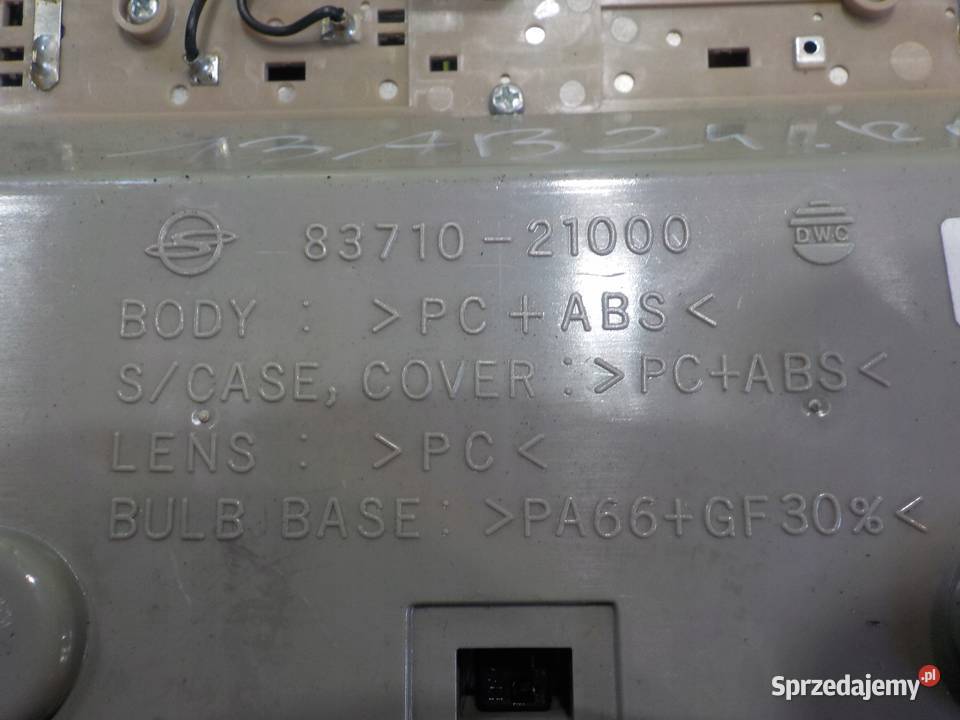 83710-21000
DWC
BODY : >PC+ABS<
S/CASE, COVER : >PC+ABS<
LENS : >PC<
BULB BASE: >PA66+GF30%<
Sprzedajemy.pl